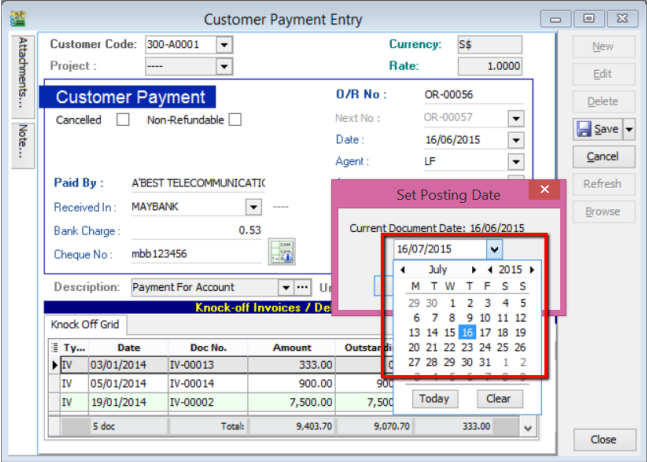 Customer Payment Entry
Attachments...
Note...
Customer Code: 300-A0001
Currency: S$
Project : ----
Rate: 1.0000
Customer Payment
O/R No : OR-00056
Cancelled
Non-Refundable
Next No : OR-00057
Date : 16/06/2015
Agent : LF
Paid By : A'BEST TELECOMMUNICATIC
Received In : MAYBANK ----
Bank Charge : 0.53
Cheque No : mbb123456
Description: Payment For Account
Knock-off Invoices / De
Knock Off Grid
Ty... Date Doc No. Amount Outstandi
IV 03/01/2014 IV-00013 333.00 0
IV 05/01/2014 IV-00014 900.00 900
IV 19/01/2014 IV-00002 7,500.00 7,500
5 doc Total: 9,403.70 9,070.70 333.00
Set Posting Date
Current Document Date: 16/06/2015
16/07/2015
July 2015
M T W T F S S
29 30 1 2 3 4 5
6 7 8 9 10 11 12
13 14 15 16 17 18 19
20 21 22 23 24 25 26
27 28 29 30 31 1 2
3 4 5 6 7 8 9
Today Clear
New
Edit
Delete
Save
Cancel
Refresh
Browse
Close